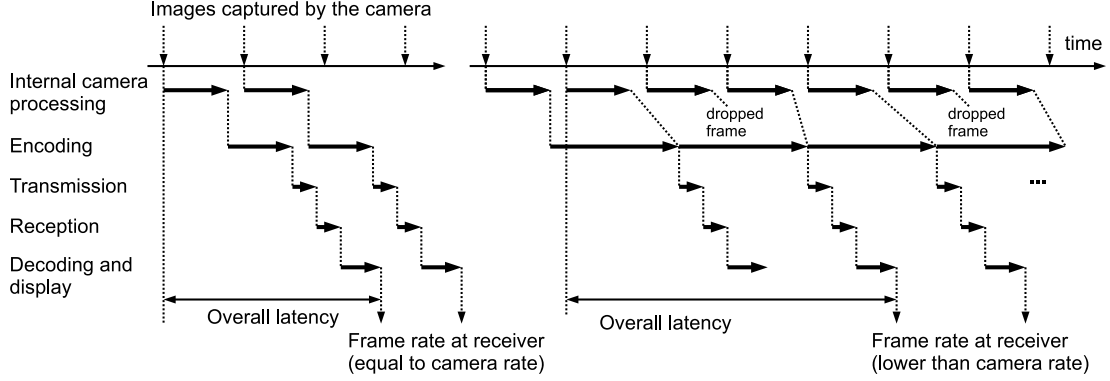 Images captured by the camera
time
Internal camera
processing
dropped
frame
dropped
frame
Encoding
Transmission
...
Reception
Decoding and
display
Overall latency
Overall latency
Frame rate at receiver
(equal to camera rate)
Frame rate at receiver
(lower than camera rate)